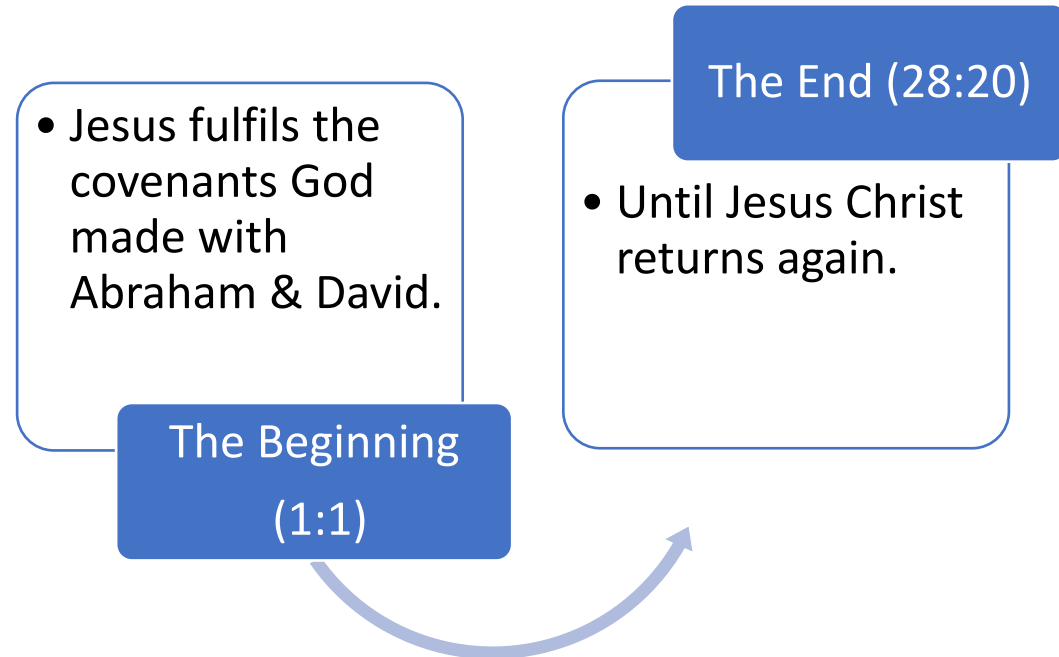 • Jesus fulfils the
covenants God
made with
Abraham & David.
The Beginning
(1:1)
The End (28:20)
• Until Jesus Christ
returns again.